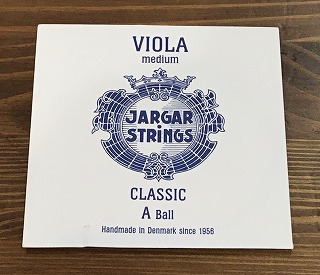 VIOLA
medium
JARGAR
STRiNGS
CLASSIC
A Ball
Handmade in Denmark since 1956